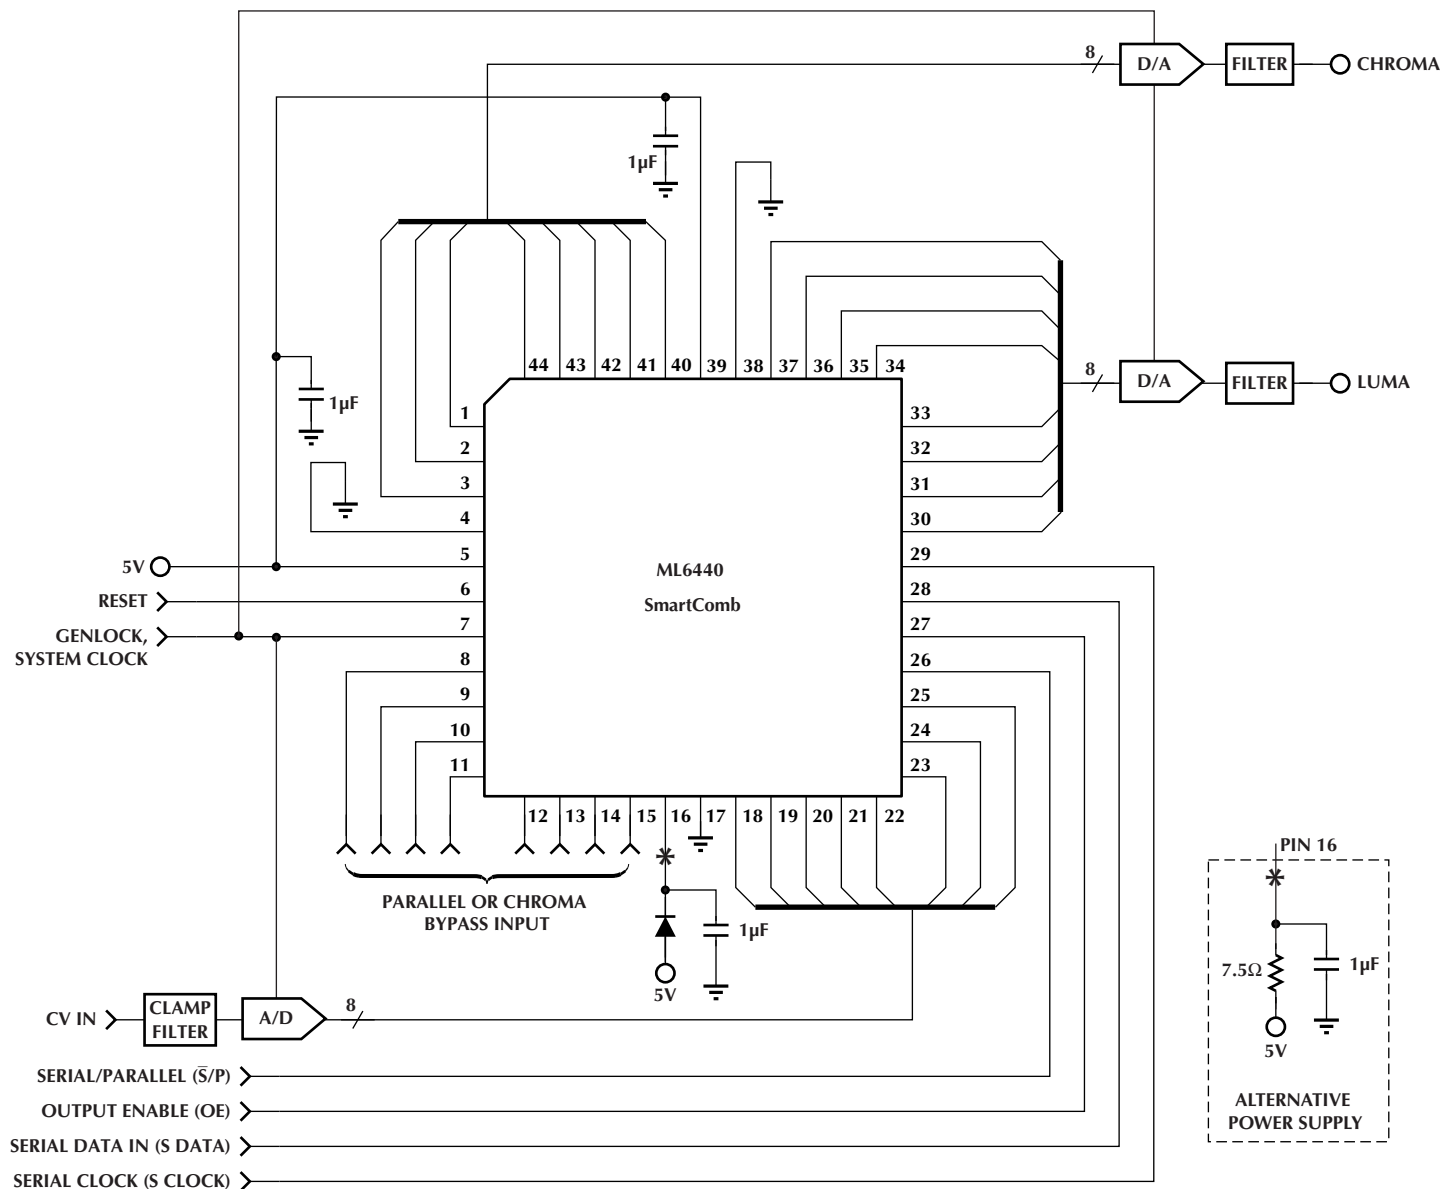 8
D/A
FILTER
CHROMA
1µF
44 43 42 41 40 39 38 37 36 35 34
8
D/A
FILTER
LUMA
1µF
1
2
3
4
5
6
7
8
9
10
11
33
32
31
30
29
28
27
26
25
24
23
ML6440
SmartComb
5V
RESET
GENLOCK,
SYSTEM CLOCK
12 13 14 15 16 17 18 19 20 21 22
PARALLEL OR CHROMA
BYPASS INPUT
1µF
5V
CV IN
CLAMP
FILTER
A/D
8
SERIAL/PARALLEL (S̅/P)
OUTPUT ENABLE (OE)
SERIAL DATA IN (S DATA)
SERIAL CLOCK (S CLOCK)
PIN 16
7.5Ω
1µF
5V
ALTERNATIVE
POWER SUPPLY